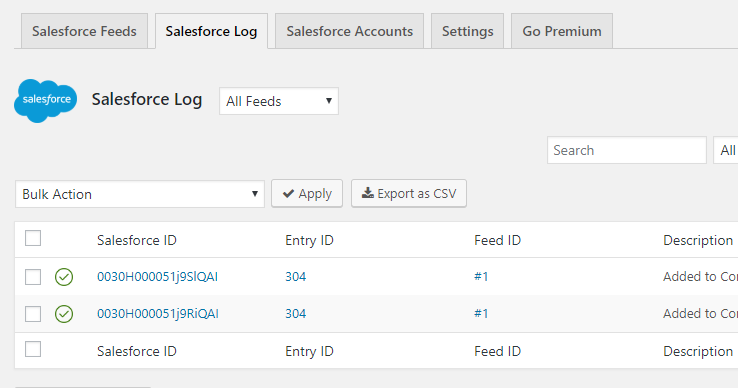 Salesforce Feeds Salesforce Log Salesforce Accounts Settings Go Premium
salesforce Salesforce Log All Feeds
Search All
Bulk Action Apply Export as CSV
Salesforce ID Entry ID Feed ID Description
0030H000051j9SlQAI 304 #1 Added to Con
0030H000051j9RiQAI 304 #1 Added to Con
Salesforce ID Entry ID Feed ID Description